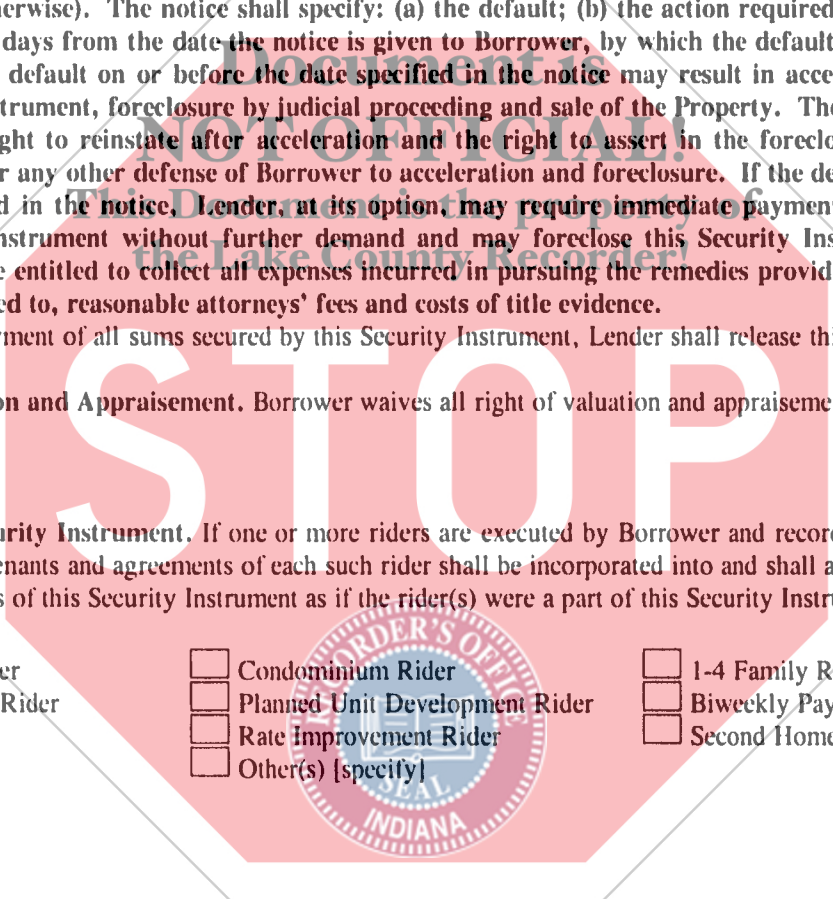 erwise). The notice shall specify: (a) the default; (b) the action required
days from the date the notice is given to Borrower, by which the default
default on or before the date specified in the notice may result in acce
trument, foreclosure by judicial proceeding and sale of the Property. The
ght to reinstate after acceleration and the right to assert in the foreclo
r any other defense of Borrower to acceleration and foreclosure. If the de
d in the notice, Lender, at its option, may require immediate payment
nstrument without further demand and may foreclose this Security Ins
e entitled to collect all expenses incurred in pursuing the remedies provid
ed to, reasonable attorneys' fees and costs of title evidence.
yment of all sums secured by this Security Instrument, Lender shall release thi
on and Appraisement. Borrower waives all right of valuation and appraiseme
urity Instrument. If one or more riders are executed by Borrower and recor
enants and agreements of each such rider shall be incorporated into and shall a
s of this Security Instrument as if the rider(s) were a part of this Security Instr
er
Rider
Condominium Rider
Planned Unit Development Rider
Rate Improvement Rider
Other(s) [specify]
1-4 Family R
Biweekly Pay
Second Home
Document is
NOT OFFICIAL!
This Document is the property of
the Lake County Recorder!
STOP
RECORDER'S OFFICE
SEAL
INDIANA